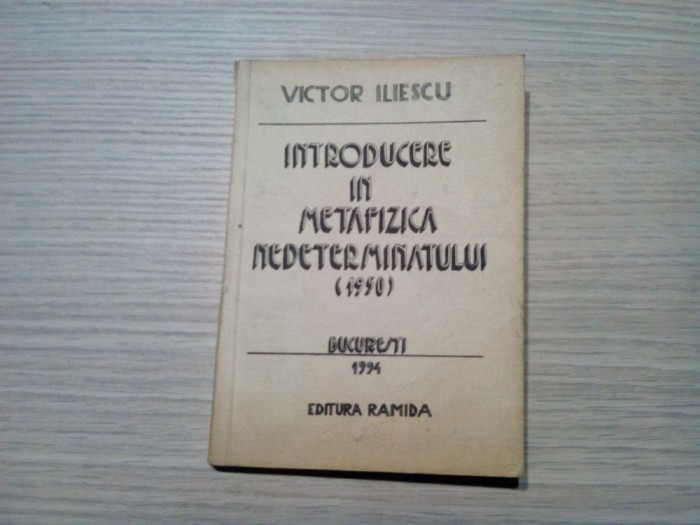 VICTOR ILIESCU
INTRODUCERE
IN
METAFIZICA
NEDETERMINATULUI
(1950)
BUCURESTI
1994
EDITURA RAMIDA